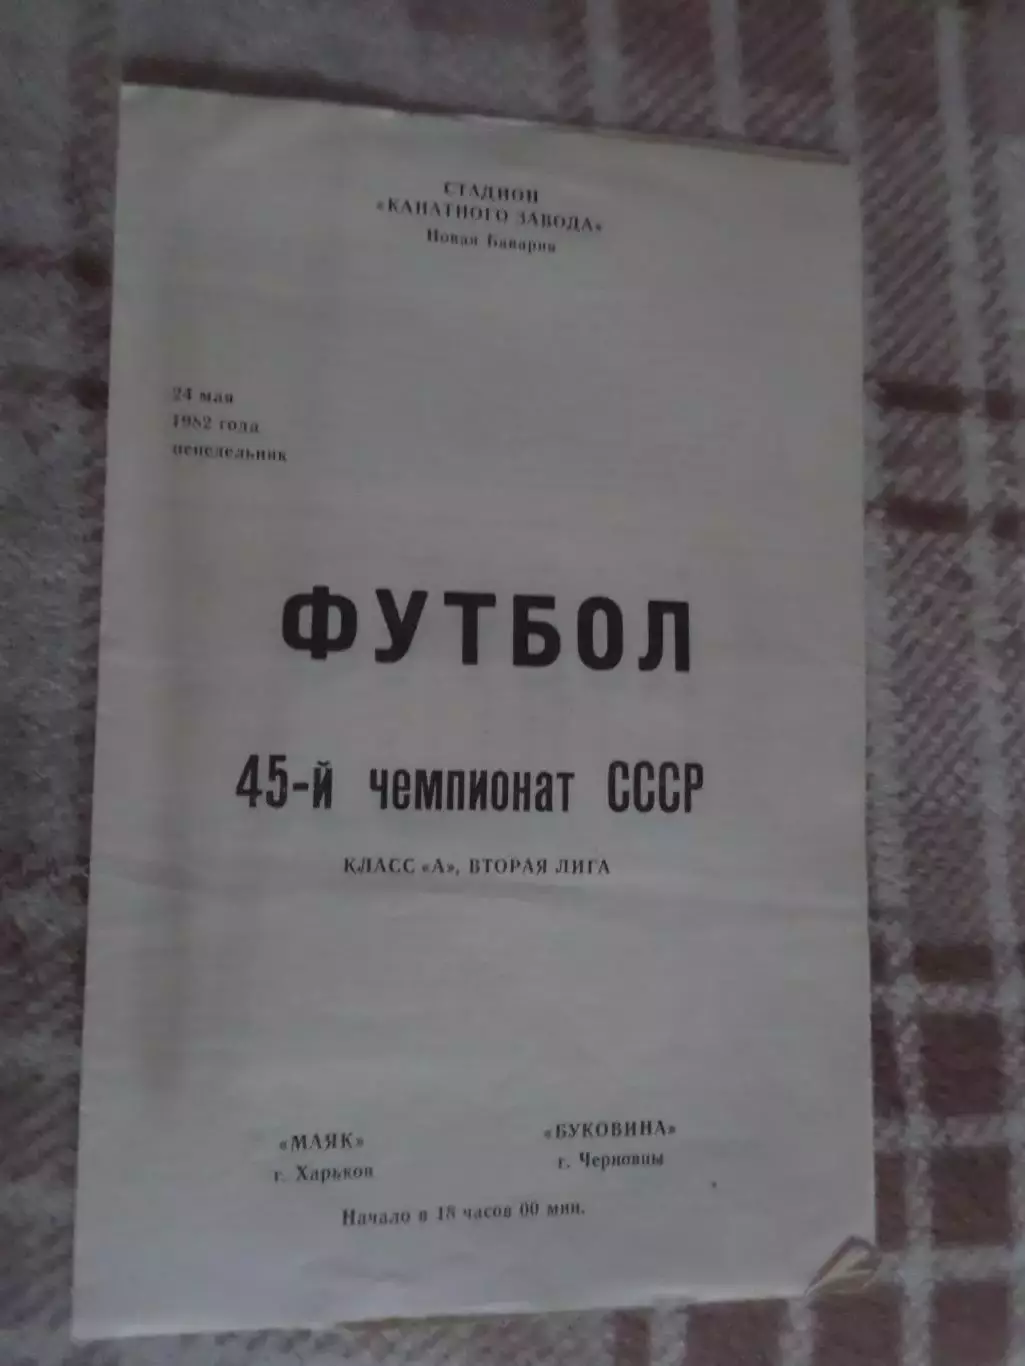 СТАДИОН
«КАНАТНОГО ЗАВОДА»
Новая Бавария
24 мая
1982 года
понедельник
ФУТБОЛ
45-й чемпионат СССР
КЛАСС «А», ВТОРАЯ ЛИГА
«МАЯК»
г. Харьков
«БУКОВИНА»
г. Черновцы
Начало в 18 часов 00 мин.